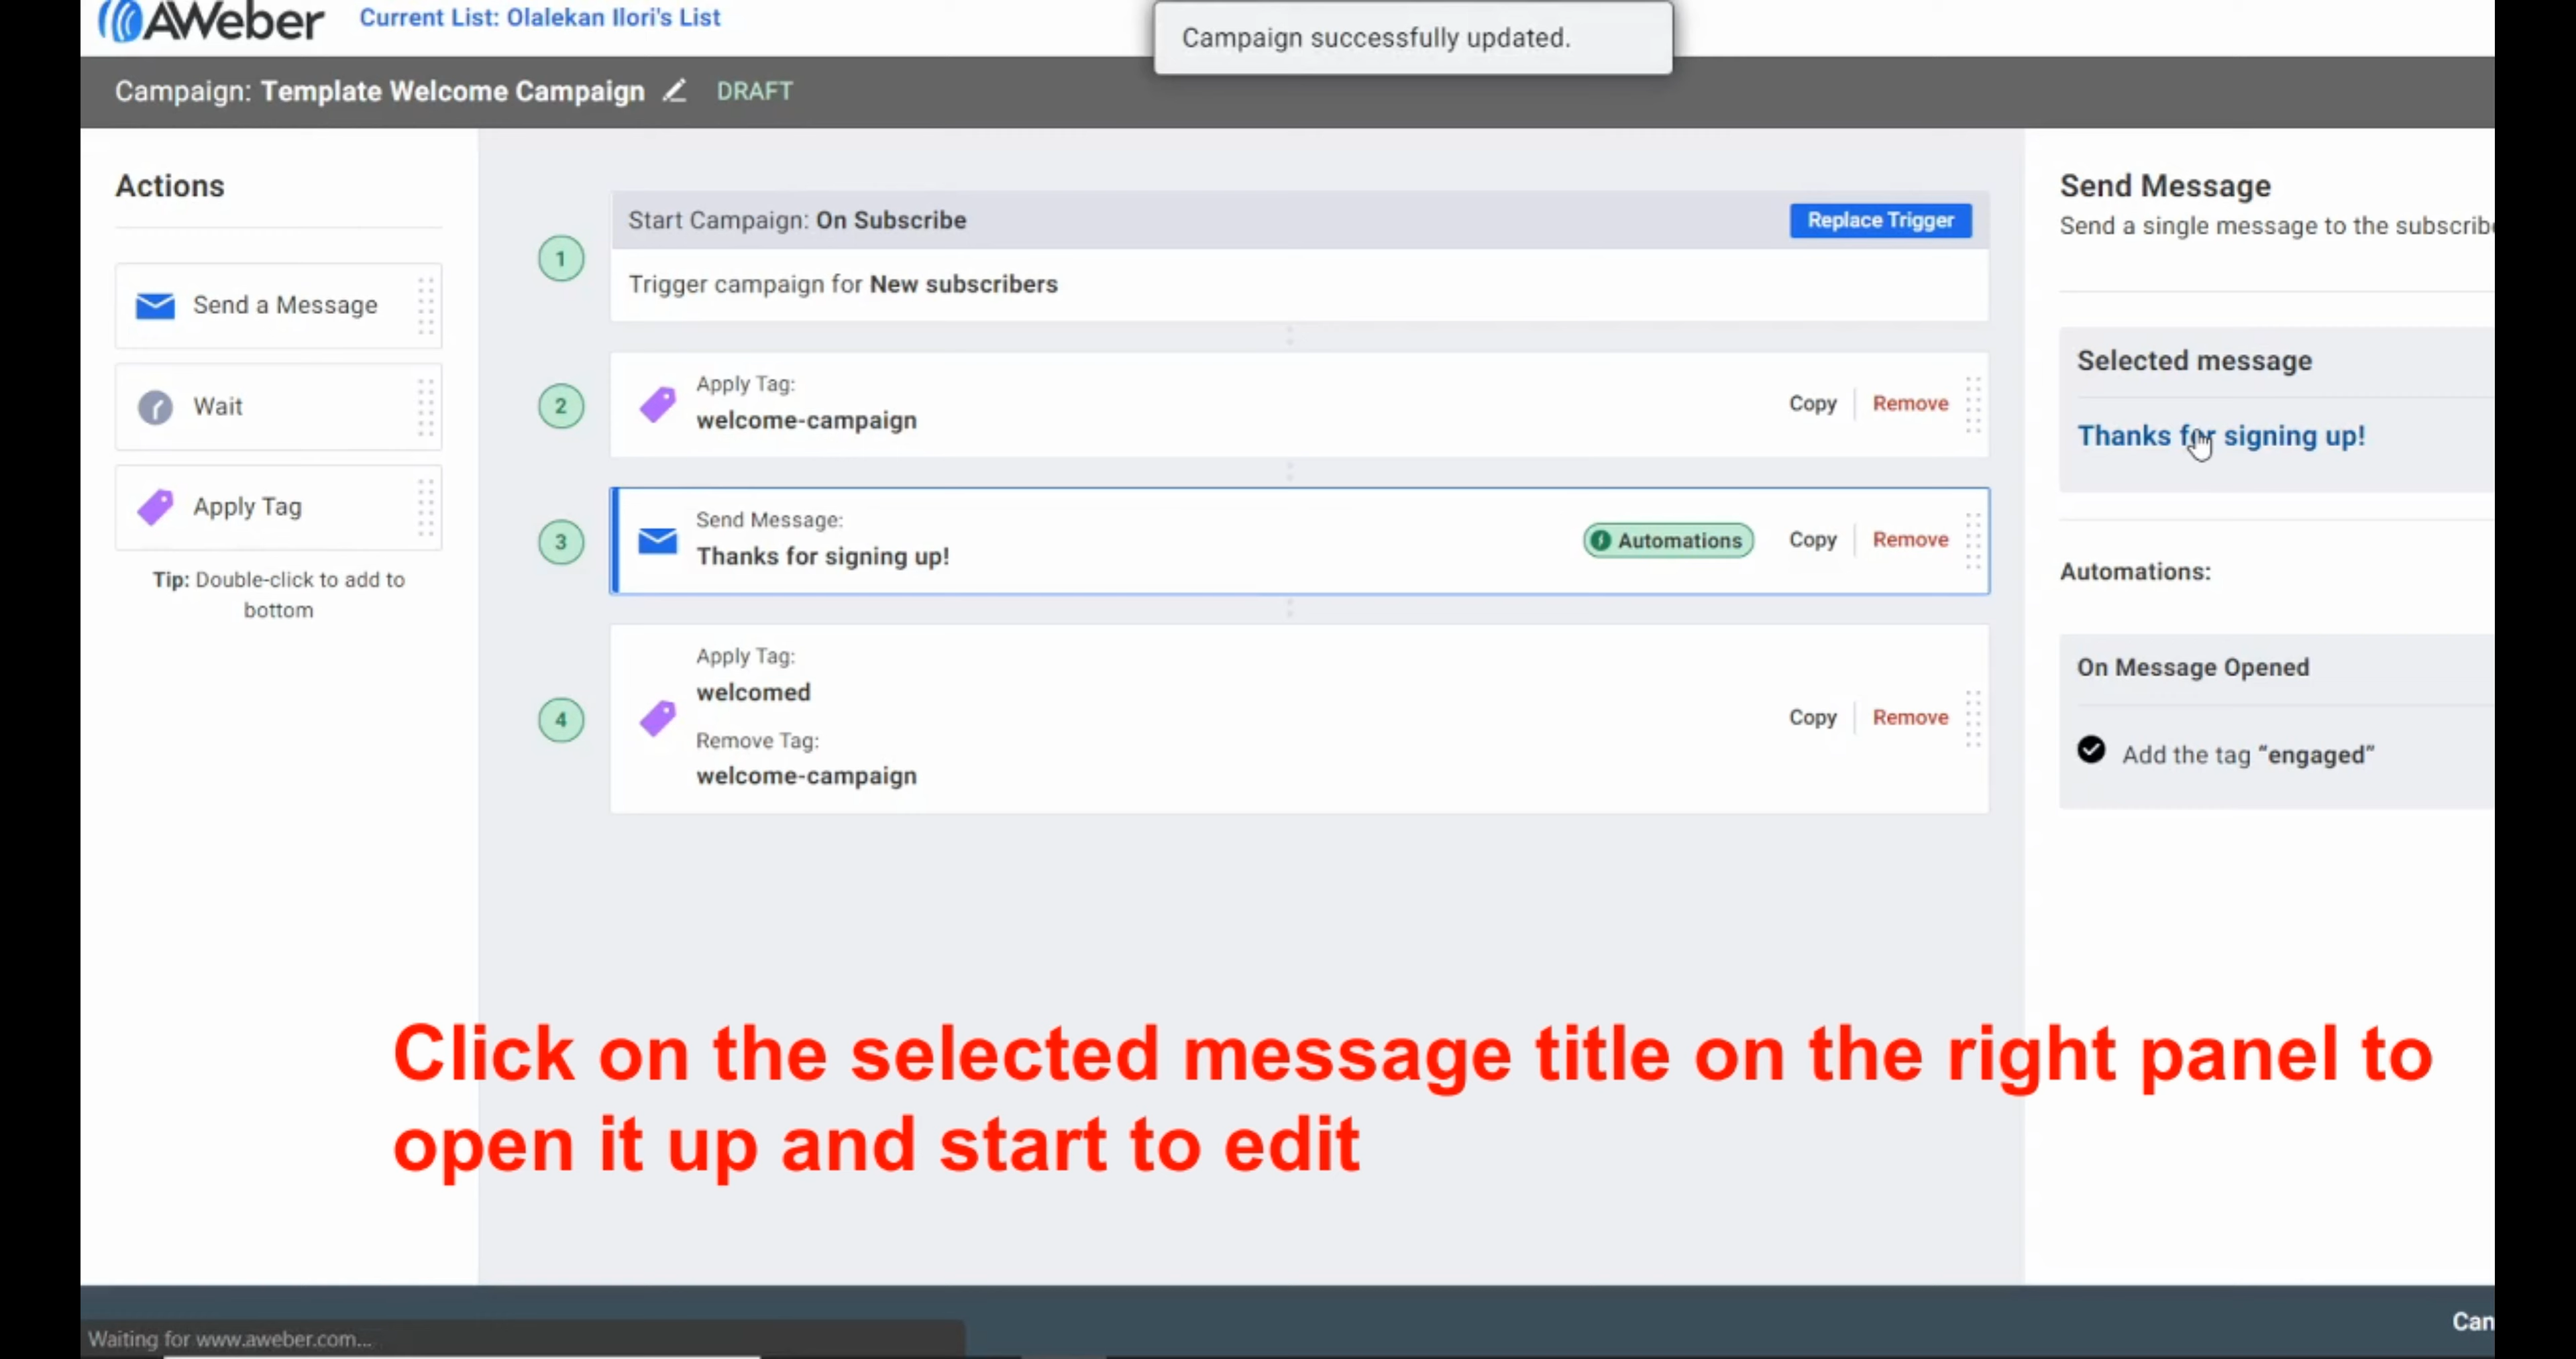 AWeber Current List: Olalekan Ilori's List
Campaign successfully updated.
Campaign: Template Welcome Campaign DRAFT
Actions
Send a Message
Wait
Apply Tag
Tip: Double-click to add to
bottom
1
Start Campaign: On Subscribe
Replace Trigger
Trigger campaign for New subscribers
2
Apply Tag:
welcome-campaign
Copy Remove
3
Send Message:
Thanks for signing up!
Automations Copy Remove
4
Apply Tag:
welcomed
Remove Tag:
welcome-campaign
Copy Remove
Send Message
Send a single message to the subscrib
Selected message
Thanks for signing up!
Automations:
On Message Opened
Add the tag “engaged”
Click on the selected message title on the right panel to
open it up and start to edit
Can
Waiting for www.aweber.com...